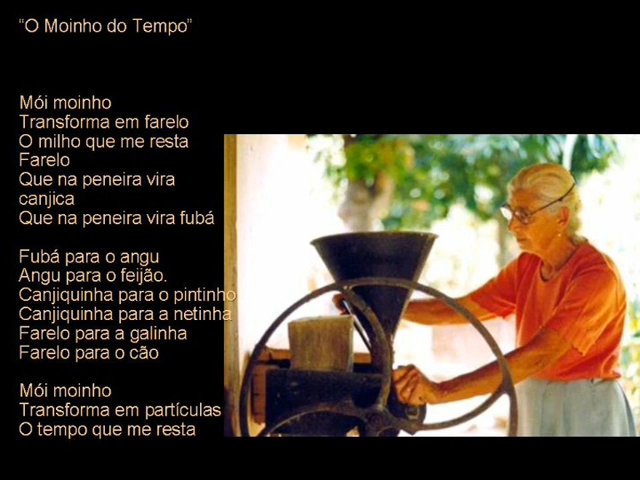 “O Moinho do Tempo”
Mói moinho
Transforma em farelo
O milho que me resta
Farelo
Que na peneira vira
canjica
Que na peneira vira fubá
Fubá para o angu
Angu para o feijão.
Canjiquinha para o pintinho
Canjiquinha para a netinha
Farelo para a galinha
Farelo para o cão
Mói moinho
Transforma em partículas
O tempo que me resta